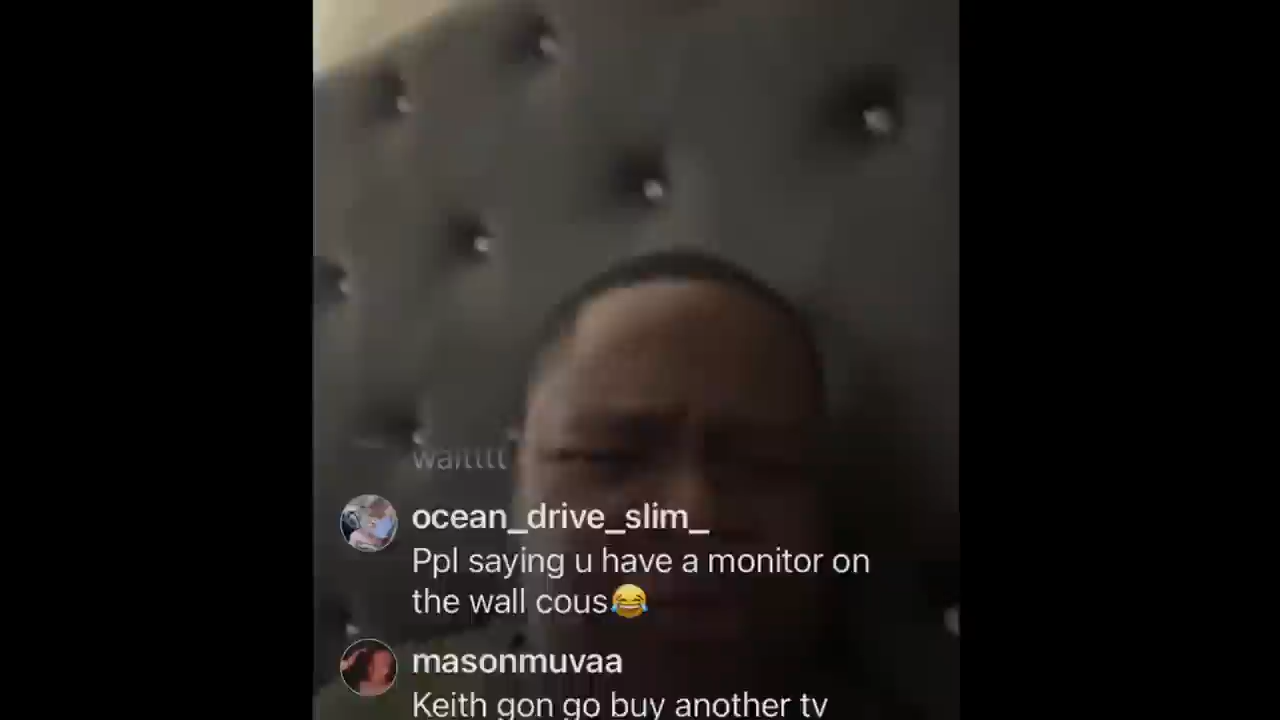 waitttt
ocean_drive_slim_
Ppl saying u have a monitor on
the wall cous😂
masonmuvaa
Keith gon go buy another tv